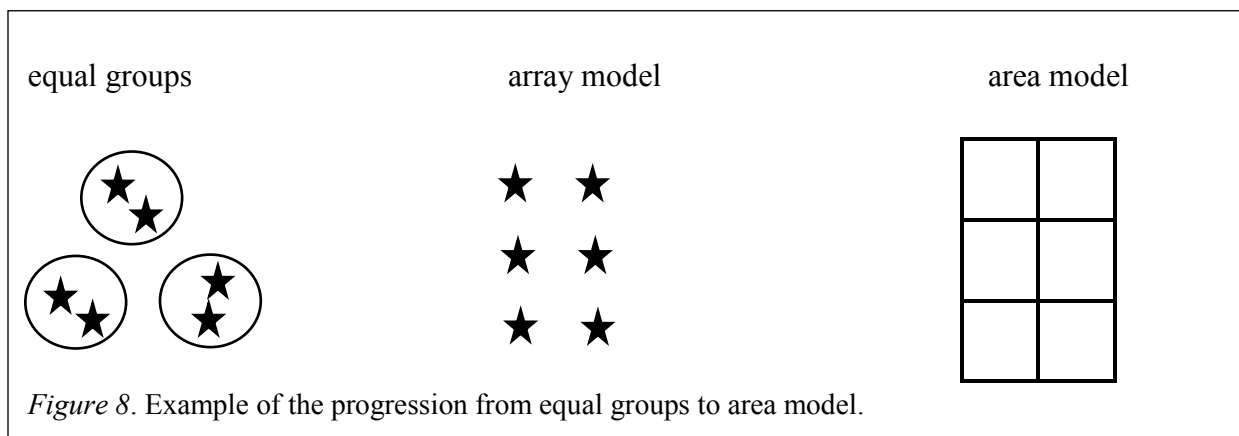 equal groups array model area model
Figure 8. Example of the progression from equal groups to area model.